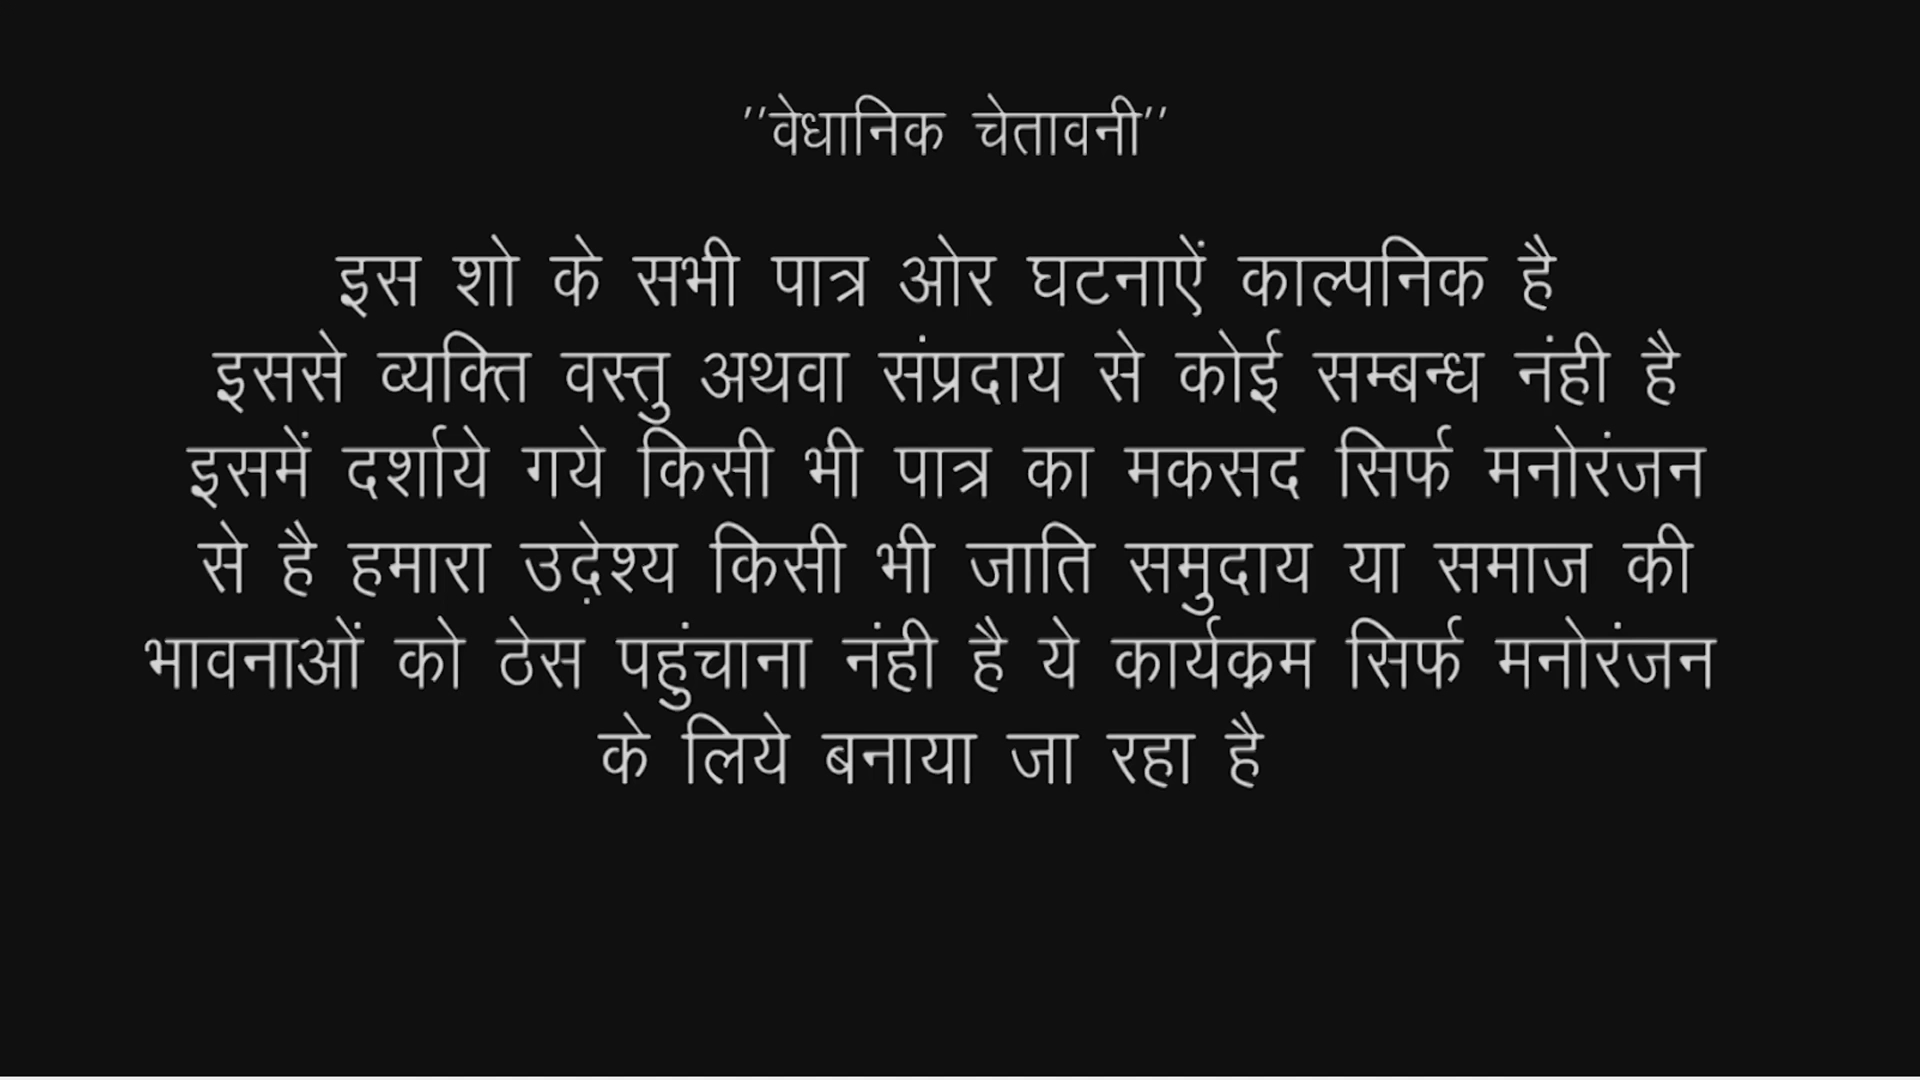 ''वेधानिक चेतावनी''
इस शो के सभी पात्र ओर घटनाऐं काल्पनिक है
इससे व्यक्ति वस्तु अथवा संप्रदाय से कोई सम्बन्ध नंही है
इसमें दर्शाये गये किसी भी पात्र का मकसद सिर्फ मनोरंजन
से है हमारा उद़ेश्य किसी भी जाति समुदाय या समाज की
भावनाओं को ठेस पहुंचाना नंही है ये कार्यक्रम सिर्फ मनोरंजन
के लिये बनाया जा रहा है